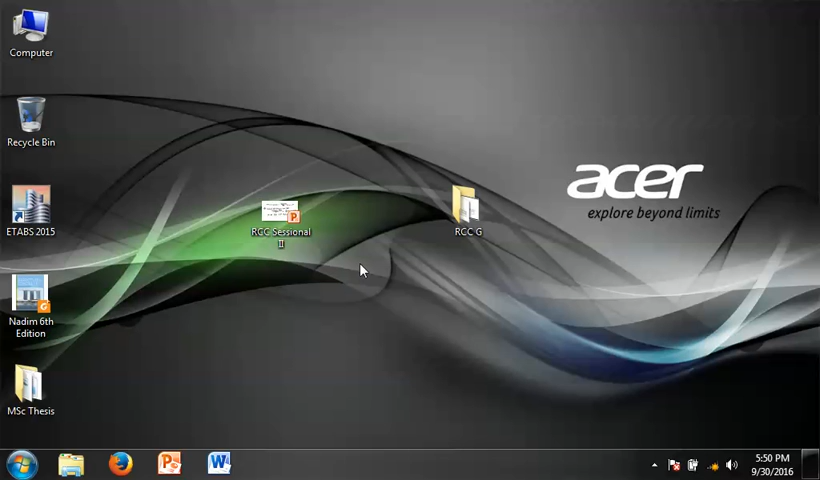 Computer
Recycle Bin
ETABS 2015
Nadim 6th
Edition
MSc Thesis
RCC Sessional
II
RCC G
acer
explore beyond limits
5:50 PM
9/30/2016